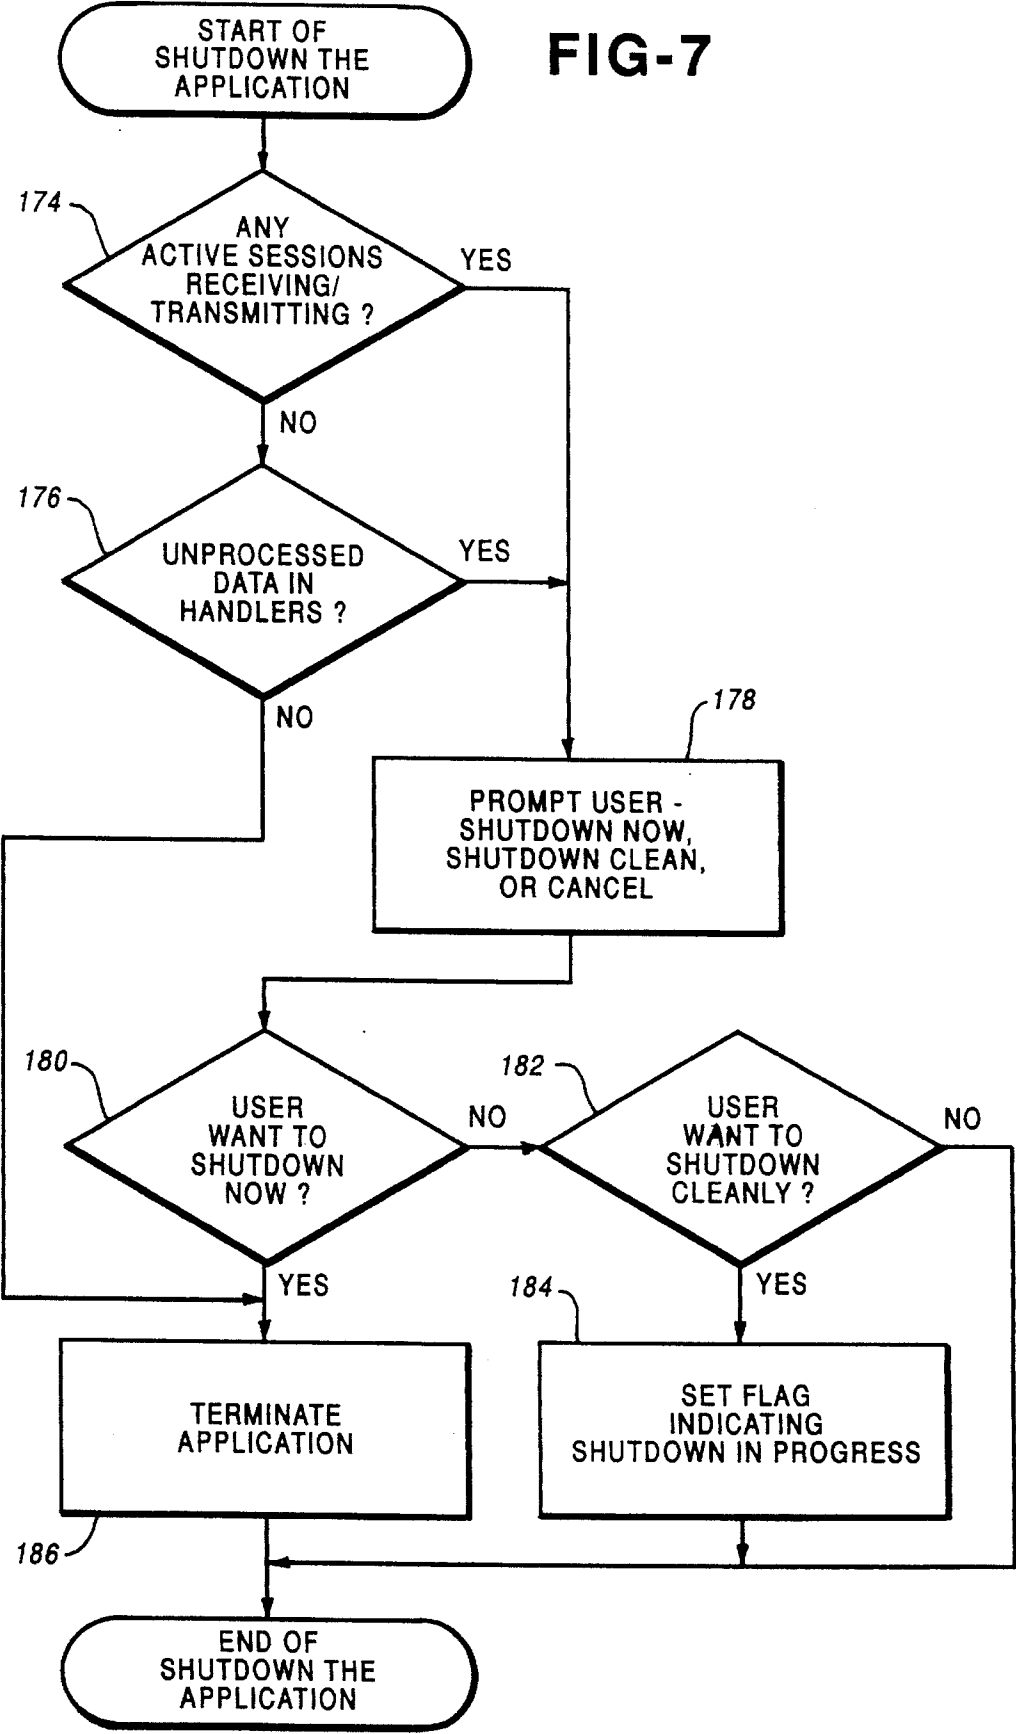 START OF
SHUTDOWN THE
APPLICATION
FIG-7
174
ANY
ACTIVE SESSIONS
RECEIVING/
TRANSMITTING ?
YES
NO
176
UNPROCESSED
DATA IN
HANDLERS ?
YES
NO
178
PROMPT USER -
SHUTDOWN NOW,
SHUTDOWN CLEAN,
OR CANCEL
180
USER
WANT TO
SHUTDOWN
NOW ?
NO
YES
182
USER
WANT TO
SHUTDOWN
CLEANLY ?
NO
YES
184
SET FLAG
INDICATING
SHUTDOWN IN PROGRESS
TERMINATE
APPLICATION
186
END OF
SHUTDOWN THE
APPLICATION